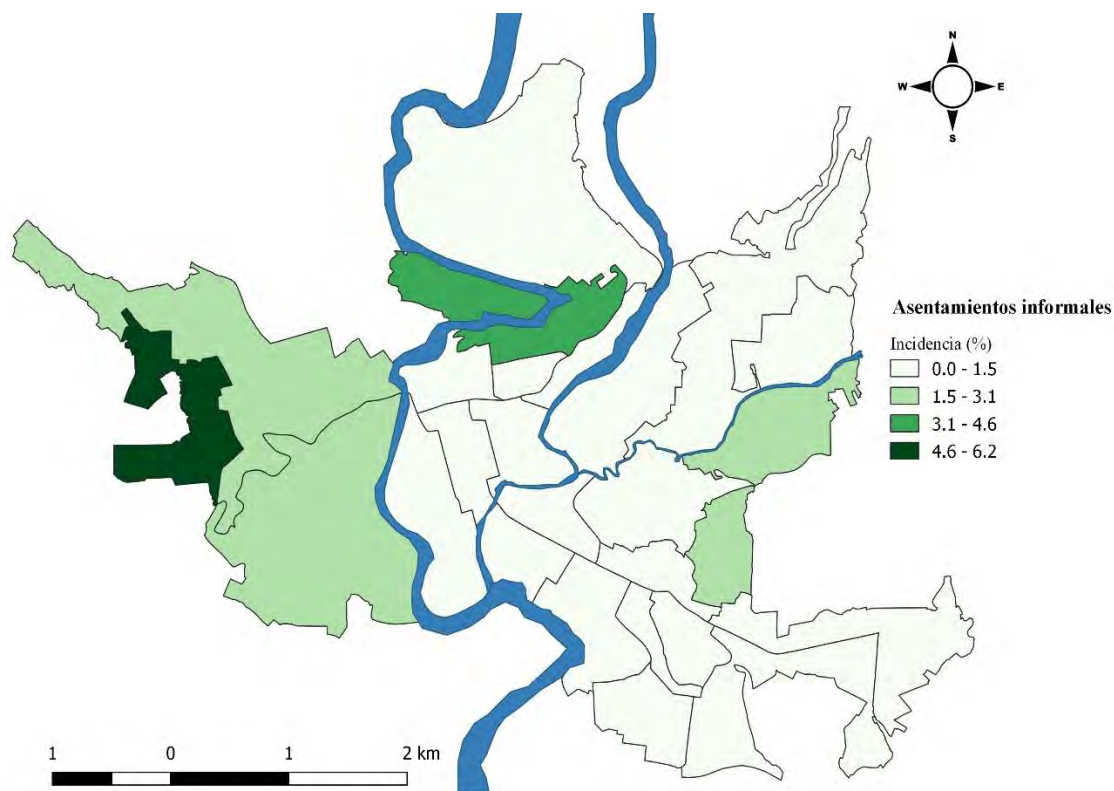 N
W E
S
Asentamientos informales
Incidencia (%)
0.0 - 1.5
1.5 - 3.1
3.1 - 4.6
4.6 - 6.2
1 0 1 2 km